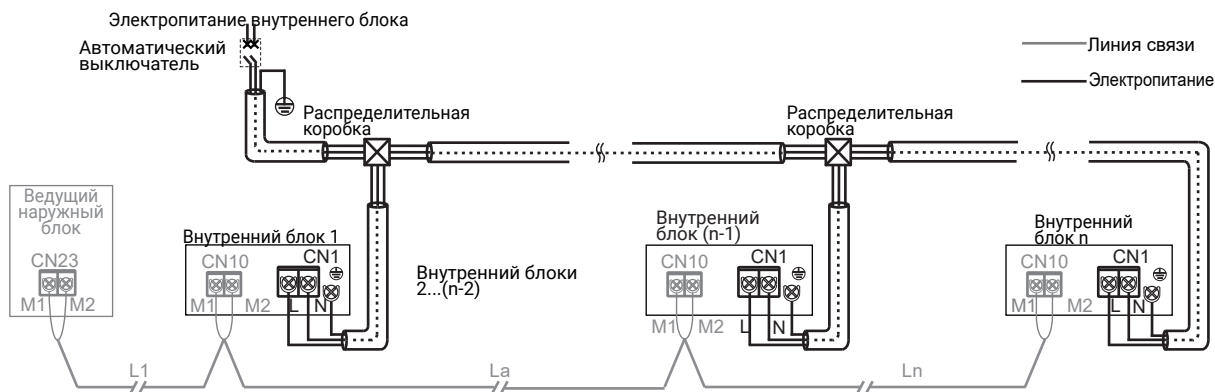 Электропитание внутреннего блока
Автоматический
выключатель
Линия связи
Электропитание
Распределительная
коробка
Распределительная
коробка
Ведущий
наружный
блок
CN23
M1 M2
Внутренний блок 1
CN10 CN1
M1 M2 L N
Внутренний блоки
2...(n-2)
Внутренний
блок (n-1)
CN10 CN1
M1 M2 L N
Внутренний
блок n
CN10 CN1
M1 M2 L N
L1
La
Ln